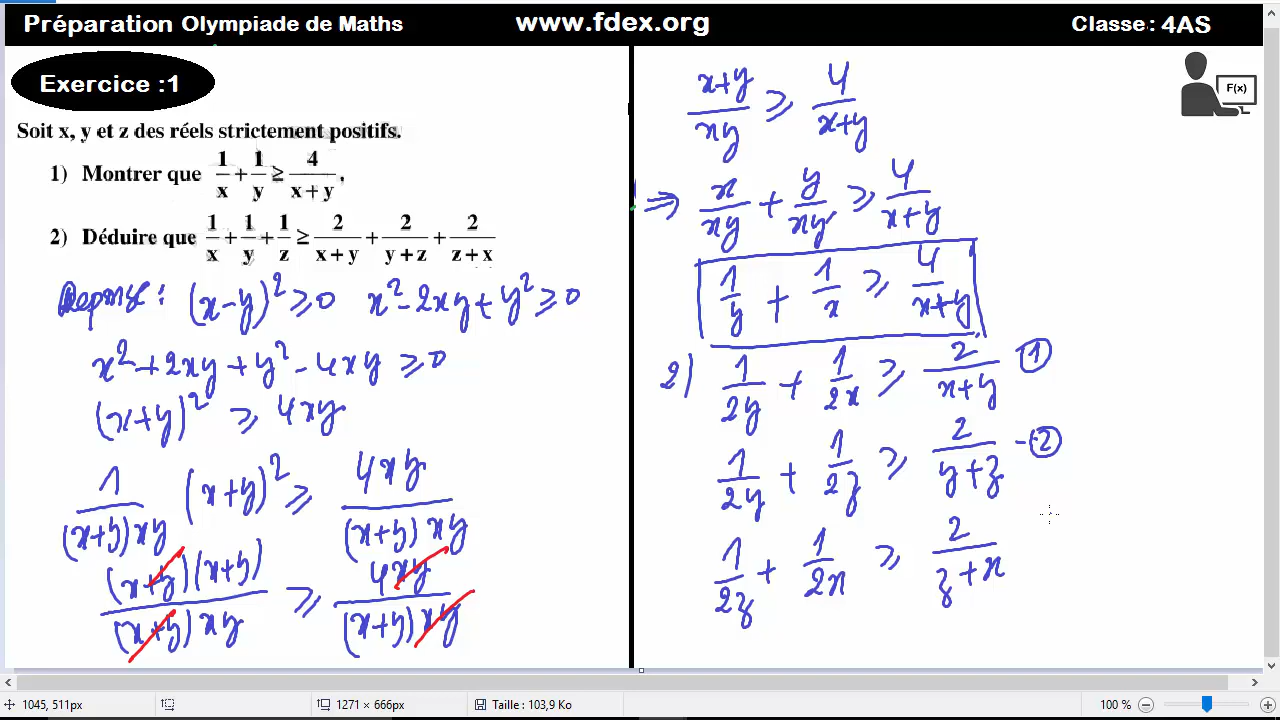 Préparation Olympiade de Maths
www.fdex.org
Classe : 4AS
Exercice :1
Soit x, y et z des réels strictement positifs.
1) Montrer que 1/x + 1/y ≥ 4/(x+y),
2) Déduire que 1/x + 1/y + 1/z ≥ 2/(x+y) + 2/(y+z) + 2/(z+x)
(x-y)² ≥ 0 x² - 2xy + y² ≥ 0
x² + 2xy + y² - 4xy ≥ 0
(x+y)² ≥ 4xy
1/((x+y)xy) (x+y)² ≥ 4xy/((x+y)xy)
(x+y)(x+y)/((x+y)xy) ≥ 4xy/((x+y)xy)
F(x)
(x+y)/xy ≥ 4/(x+y)
⇒ x/xy + y/xy ≥ 4/(x+y)
1/y + 1/x ≥ 4/(x+y)
2) 1/2y + 1/2x ≥ 2/(x+y) ①
1/2y + 1/2z ≥ 2/(y+z) - ②
1/2z + 1/2x ≥ 2/(z+x)
1045, 511px
1271 × 666px
Taille : 103,9 Ko
100 %